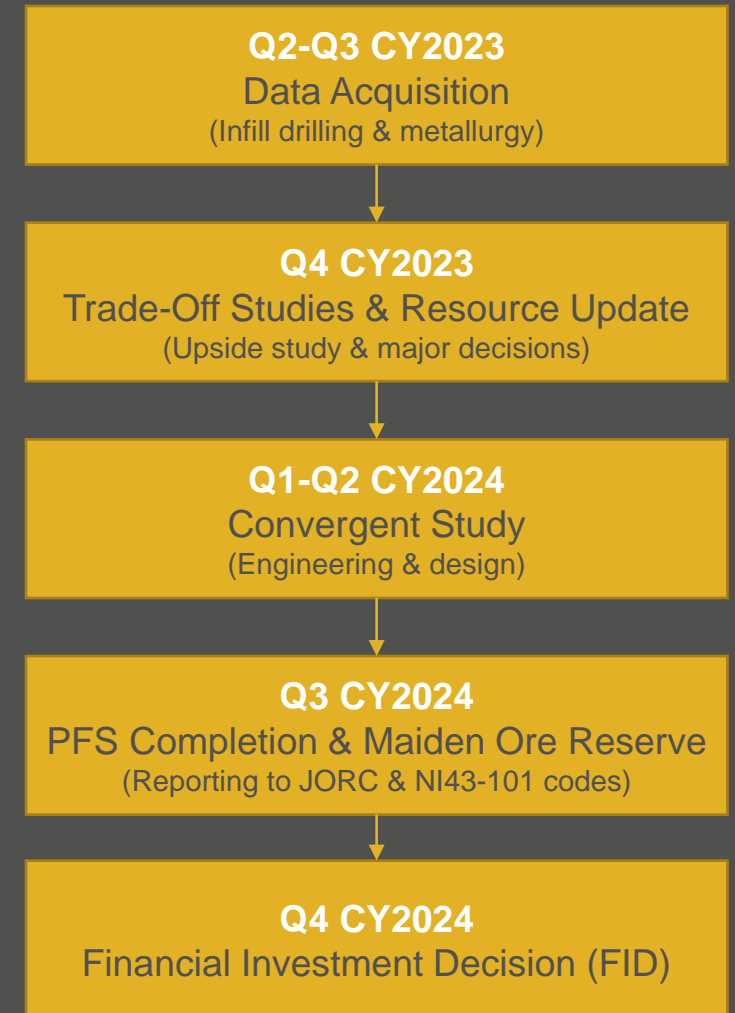 Q2-Q3 CY2023
Data Acquisition
(Infill drilling & metallurgy)
Q4 CY2023
Trade-Off Studies & Resource Update
(Upside study & major decisions)
Q1-Q2 CY2024
Convergent Study
(Engineering & design)
Q3 CY2024
PFS Completion & Maiden Ore Reserve
(Reporting to JORC & NI43-101 codes)
Q4 CY2024
Financial Investment Decision (FID)